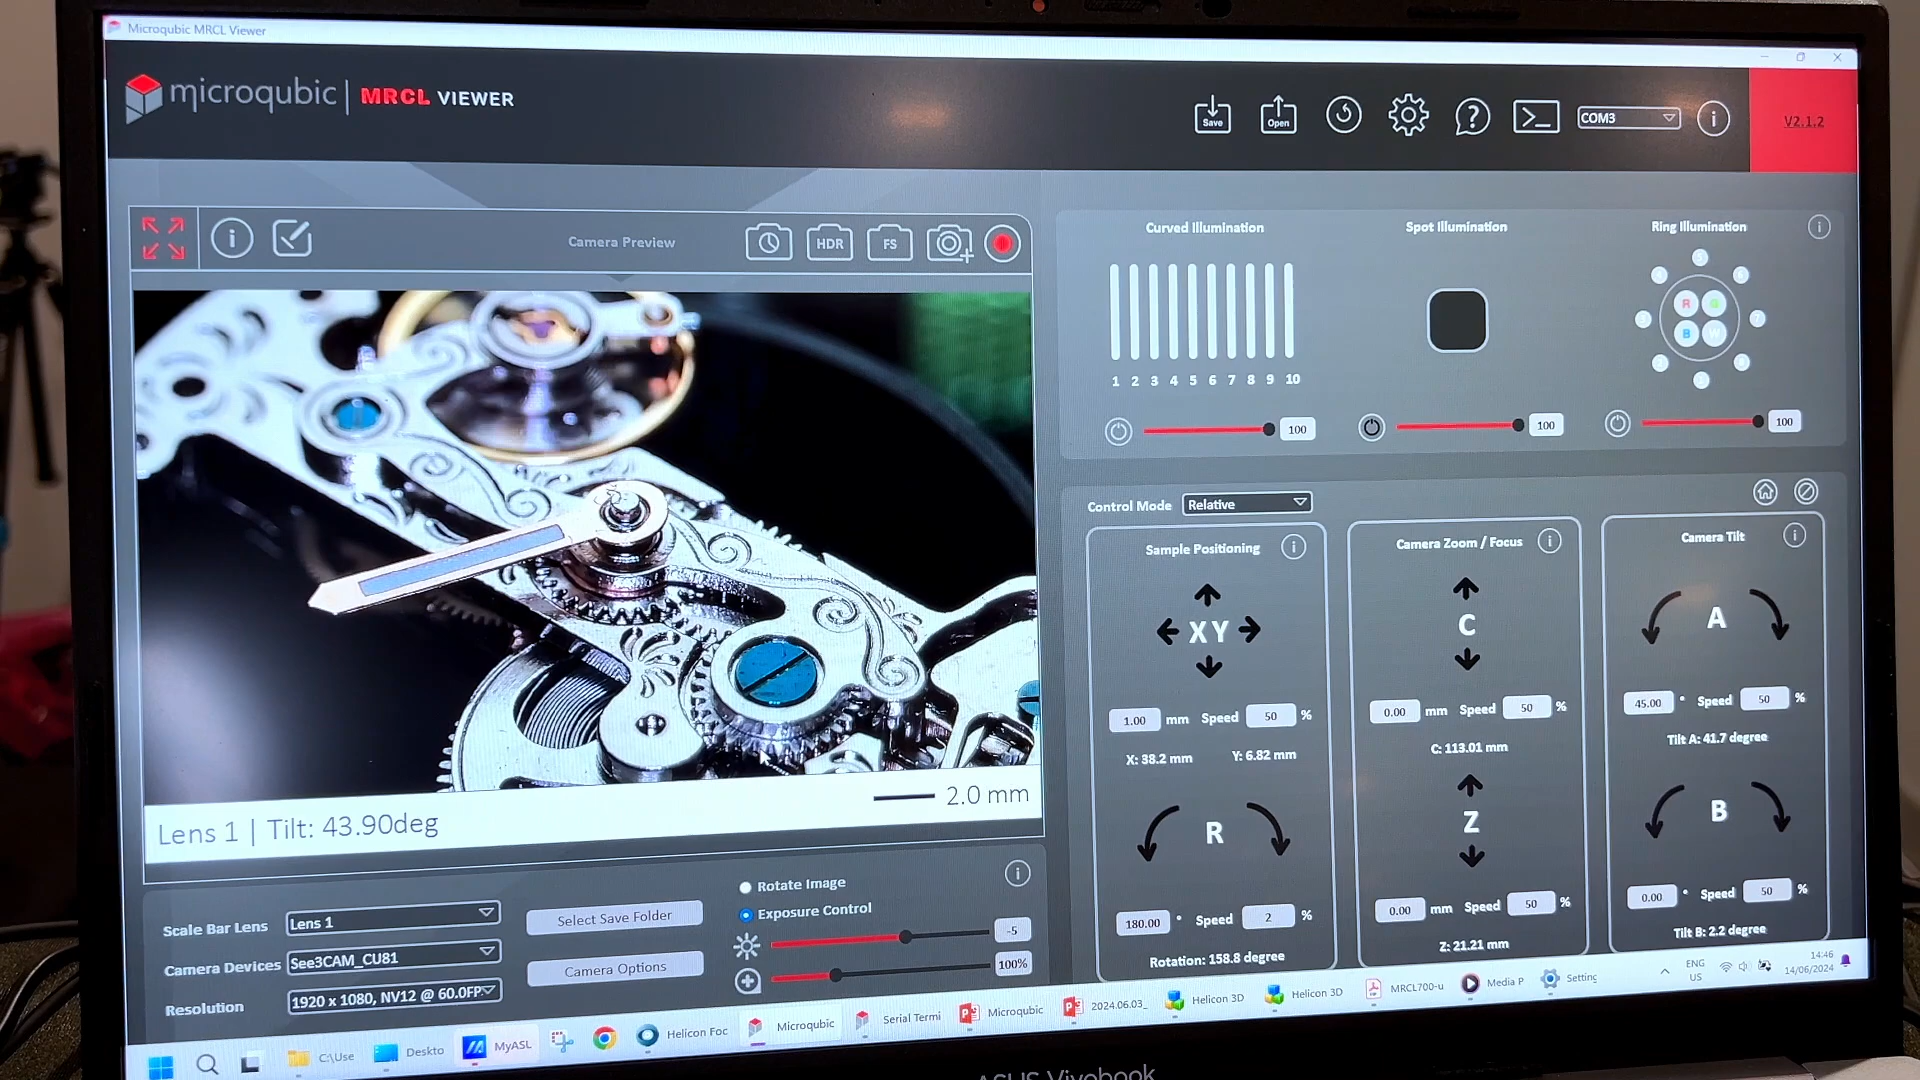 Microqubic MRCL Viewer
microqubic | MRCL VIEWER
Save
Open
COM3
V2.1.2
Camera Preview
HDR
FS
Curved Illumination
Spot Illumination
Ring Illumination
R
B
W
1 2 3 4 5 6 7 8 9 10
100
100
100
Control Mode
Relative
Sample Positioning
Camera Zoom / Focus
Camera Tilt
XY
C
A
1.00 mm Speed 50 %
0.00 mm Speed 50 %
45.00 ° Speed 50 %
X: 38.2 mm
Y: 6.82 mm
C: 113.01 mm
Tilt A: 41.7 degree
R
Z
B
180.00 ° Speed 2 %
0.00 mm Speed 50 %
0.00 ° Speed 50 %
Rotation: 158.8 degree
Z: 21.21 mm
Tilt B: 2.2 degree
2.0 mm
Lens 1 | Tilt: 43.90deg
Scale Bar Lens
Lens 1
Select Save Folder
Rotate Image
Exposure Control
-5
Camera Devices
See3CAM_CU81
Camera Options
100%
Resolution
1920 x 1080, NV12 @ 60.0FP
C:\Use
Deskto
MyASL
Helicon Foc
Microqubic
Serial Termi
Microqubic
2024.06.03_
Helicon 3D
Helicon 3D
MRCL700-u
Media P
Setting
ENG
US
14:46
14/06/2024
ASUS Vivobook